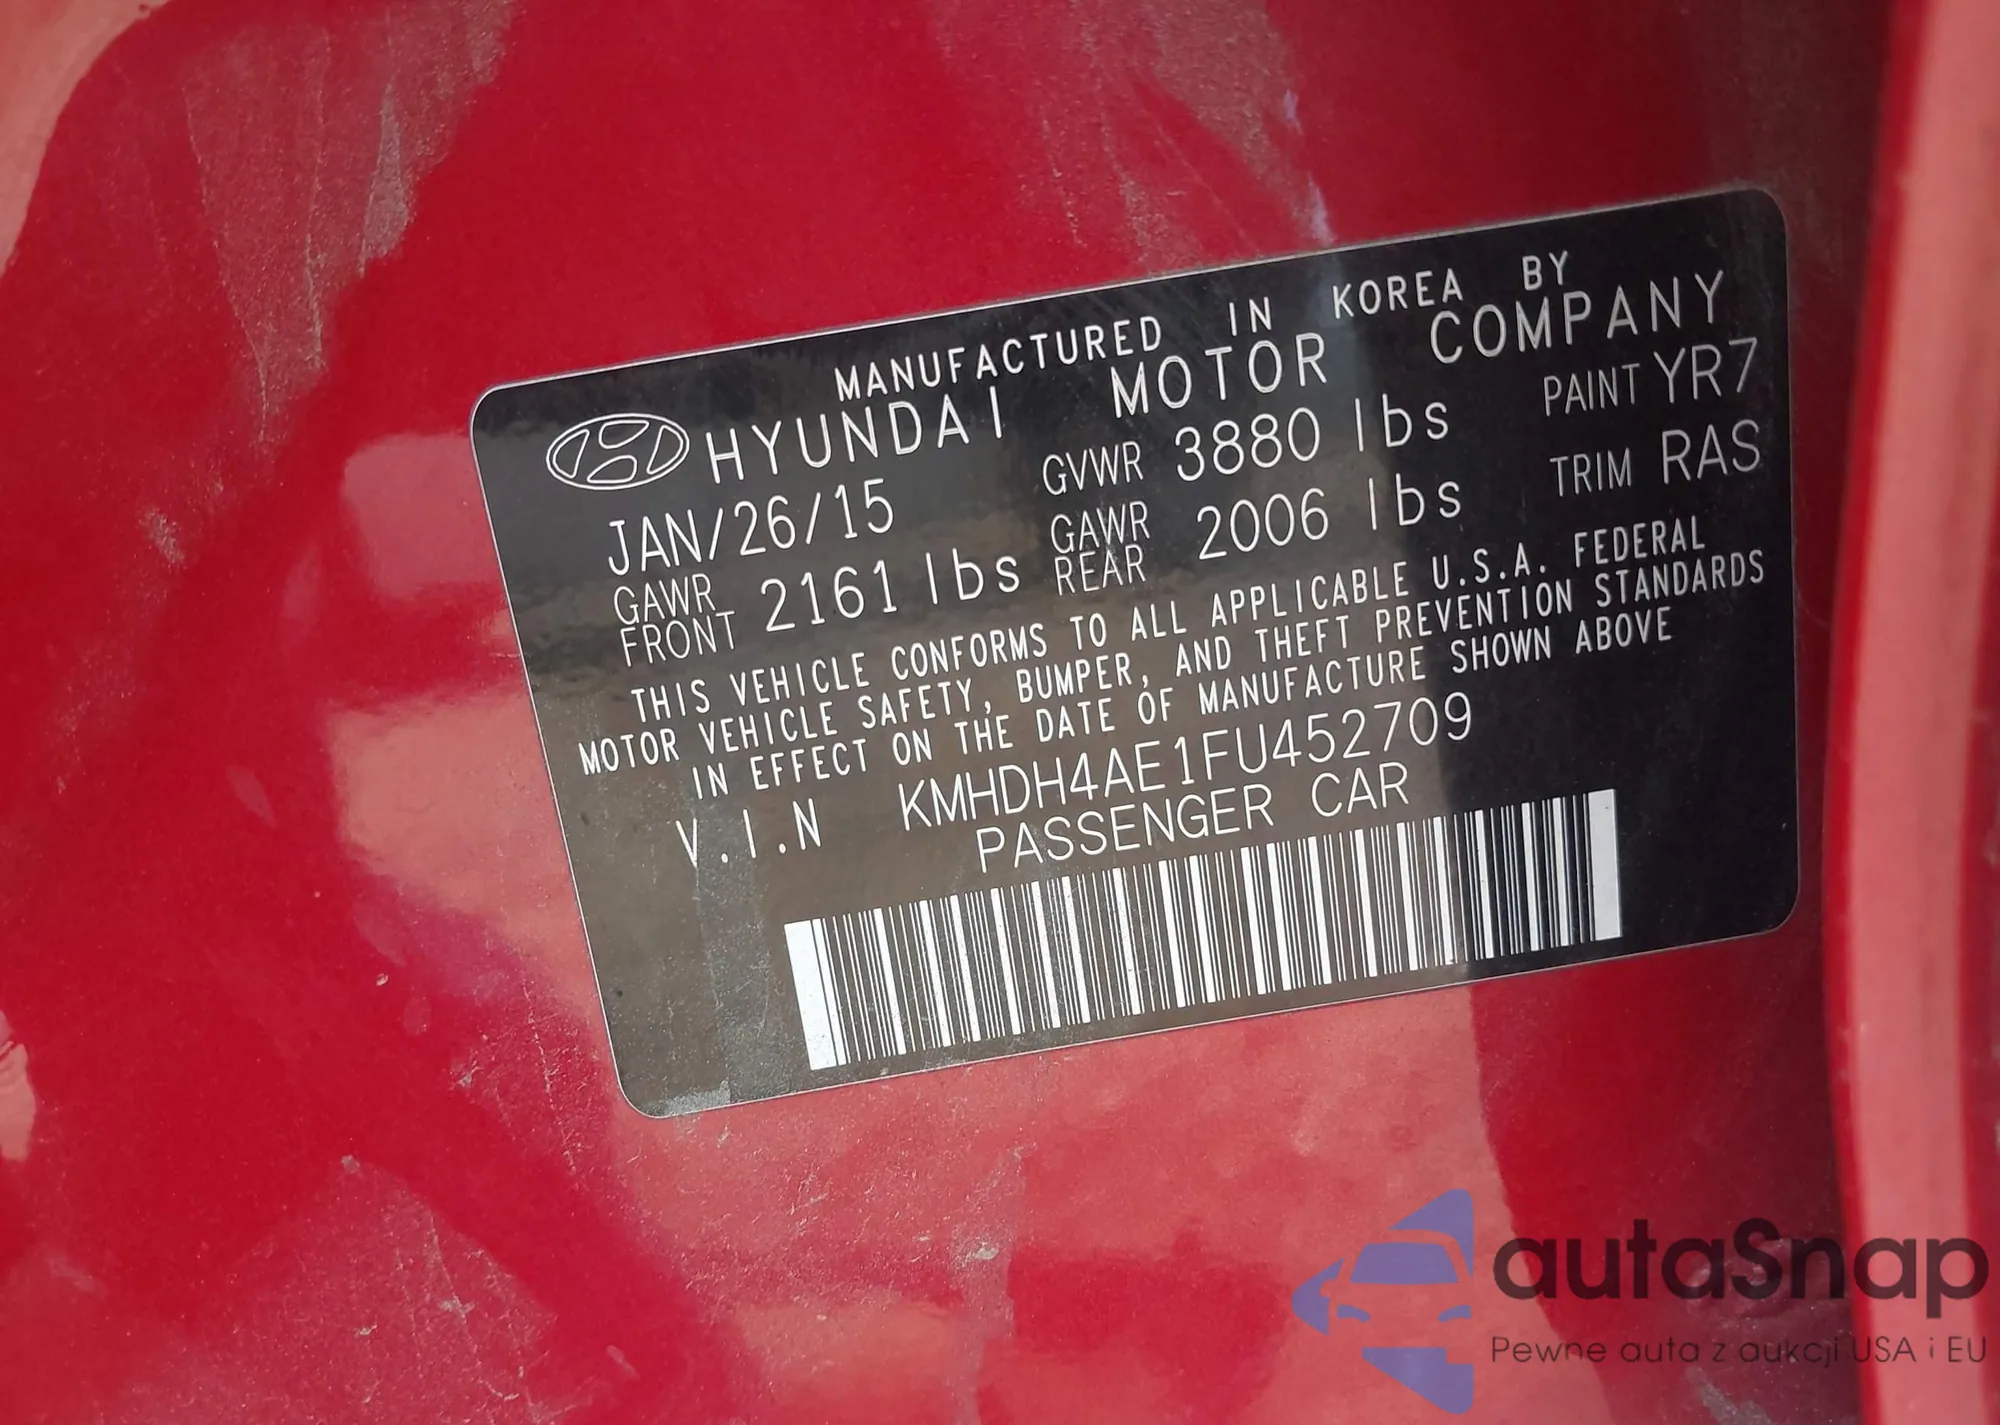 MANUFACTURED IN KOREA BY
HYUNDAI MOTOR COMPANY
JAN/26/15 GVWR 3880 lbs PAINT YR7
GAWR FRONT 2161 lbs GAWR REAR 2006 lbs TRIM RAS
THIS VEHICLE CONFORMS TO ALL APPLICABLE U.S.A. FEDERAL
MOTOR VEHICLE SAFETY, BUMPER, AND THEFT PREVENTION STANDARDS
IN EFFECT ON THE DATE OF MANUFACTURE SHOWN ABOVE
V.I.N KMHDH4AE1FU452709
PASSENGER CAR
autaSnap
Pewne auta z aukcji USA i EU